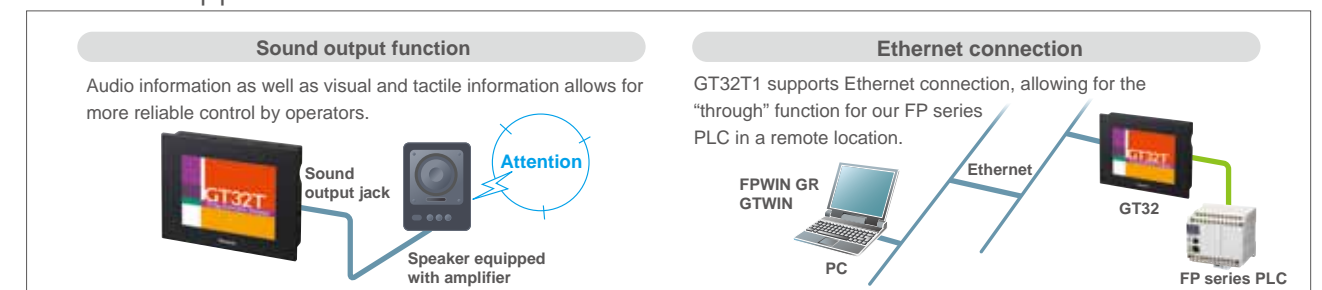 Sound output function
Audio information as well as visual and tactile information allows for
more reliable control by operators.
GT32T
Sound
output jack
Attention
Speaker equipped
with amplifier
Ethernet connection
GT32T1 supports Ethernet connection, allowing for the
“through” function for our FP series
PLC in a remote location.
FPWIN GR
GTWIN
PC
Ethernet
GT32T
GT32
FP series PLC